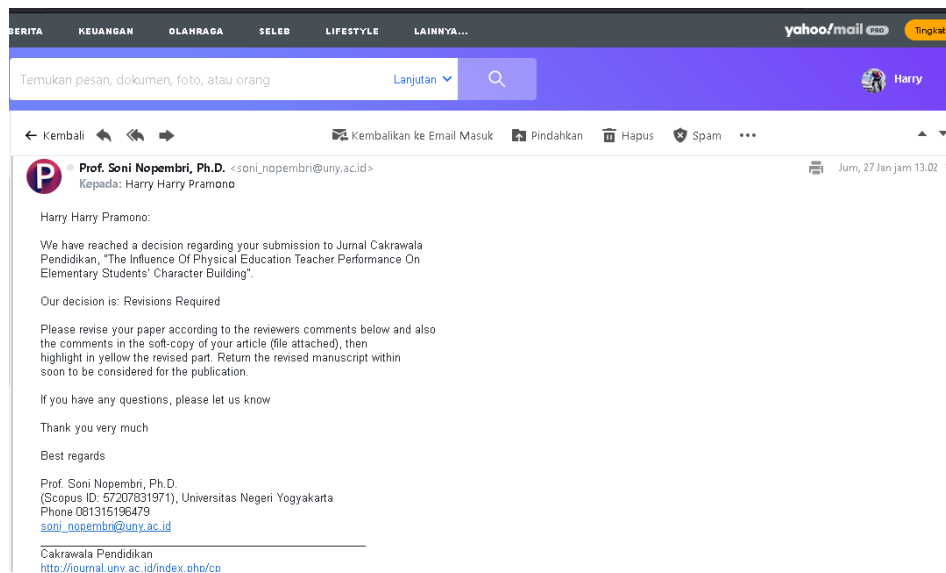 BERITA KEUANGAN OLAHRAGA SELEB LIFESTYLE LAINNYA... yahoo!mail PRO Tingkat
Temukan pesan, dokumen, foto, atau orang Lanjutan Harry
Kembali Kembalikan ke Email Masuk Pindahkan Hapus Spam •••
P Prof. Soni Nopembri, Ph.D. <soni_nopembri@uny.ac.id> Jum, 27 Jan jam 13.02
Kepada: Harry Harry Pramono
Harry Harry Pramono:
We have reached a decision regarding your submission to Jurnal Cakrawala
Pendidikan, "The Influence Of Physical Education Teacher Performance On
Elementary Students' Character Building".
Our decision is: Revisions Required
Please revise your paper according to the reviewers comments below and also
the comments in the soft-copy of your article (file attached), then
highlight in yellow the revised part. Return the revised manuscript within
soon to be considered for the publication.
If you have any questions, please let us know
Thank you very much
Best regards
Prof. Soni Nopembri, Ph.D.
(Scopus ID: 57207831971), Universitas Negeri Yogyakarta
Phone 081315196479
soni_nopembri@uny.ac.id
Cakrawala Pendidikan
http://journal.uny.ac.id/index.php/cp